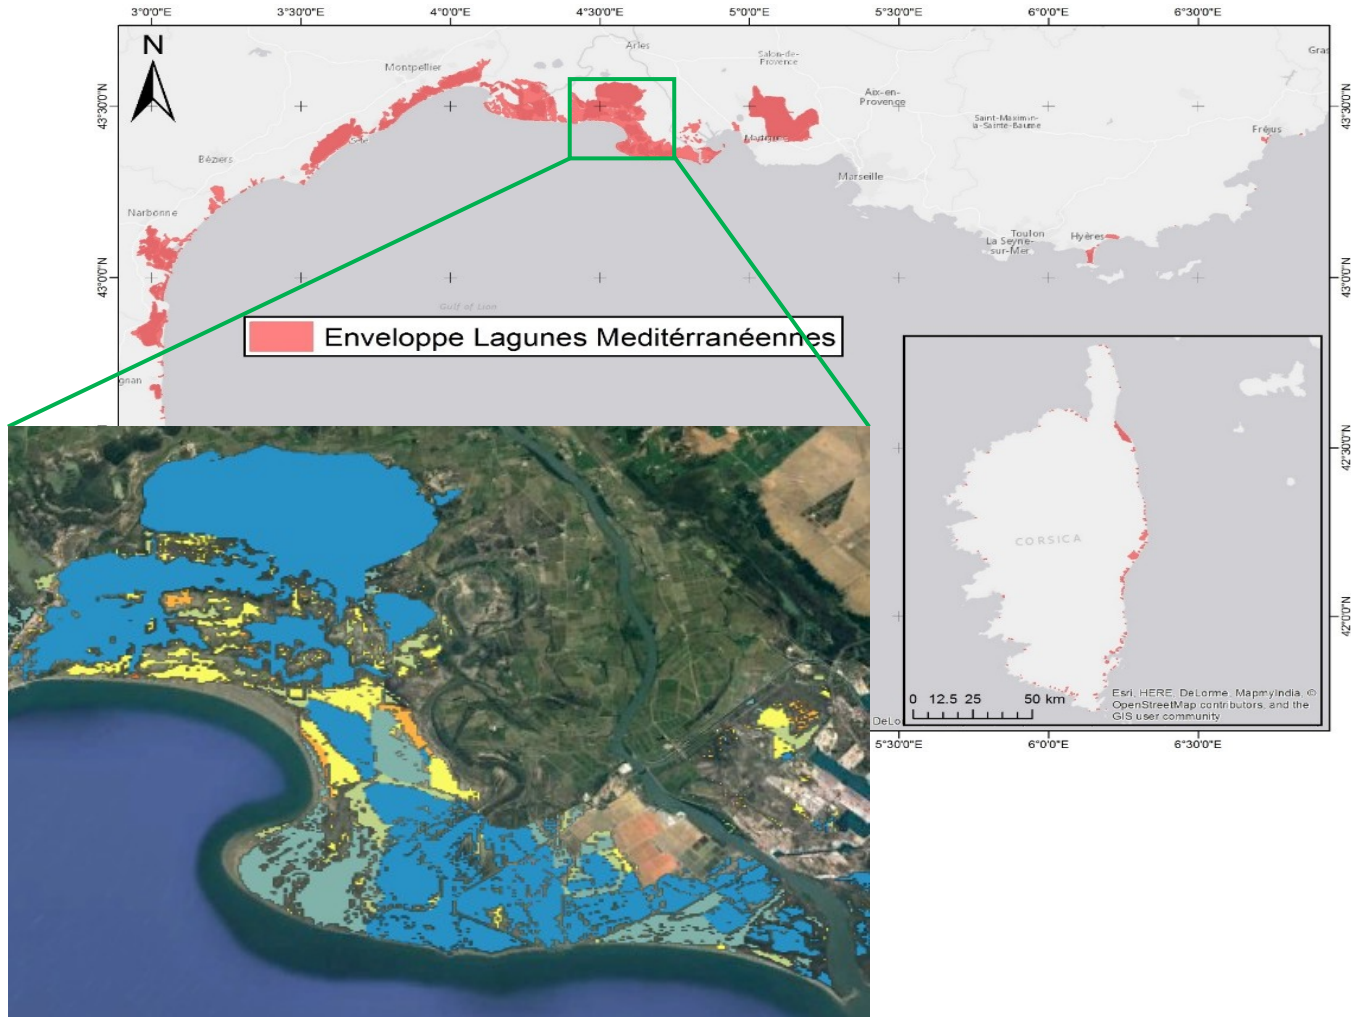 3°0'0"E 3°30'0"E 4°0'0"E 4°30'0"E 5°0'0"E 5°30'0"E 6°0'0"E 6°30'0"E
N
Arles
Salon-de-
Provence
Gras
Montpellier
Aix-en-
Provence
43°30'0"N
43°30'0"N
Saint-Maximin-
la-Sainte-Baume
Fréjus
Béziers
Marseille
Narbonne
Toulon
La Seyne-
sur-Mer
Hyères
43°0'0"N
43°0'0"N
Gulf of Lion
Enveloppe Lagunes Meditérranéennes
gnan
42°30'0"N
CORSICA
42°0'0"N
0 12.5 25 50 km
Esri, HERE, DeLorme, MapmyIndia, ©
OpenStreetMap contributors, and the
GIS user community
DeLo
5°30'0"E 6°0'0"E 6°30'0"E